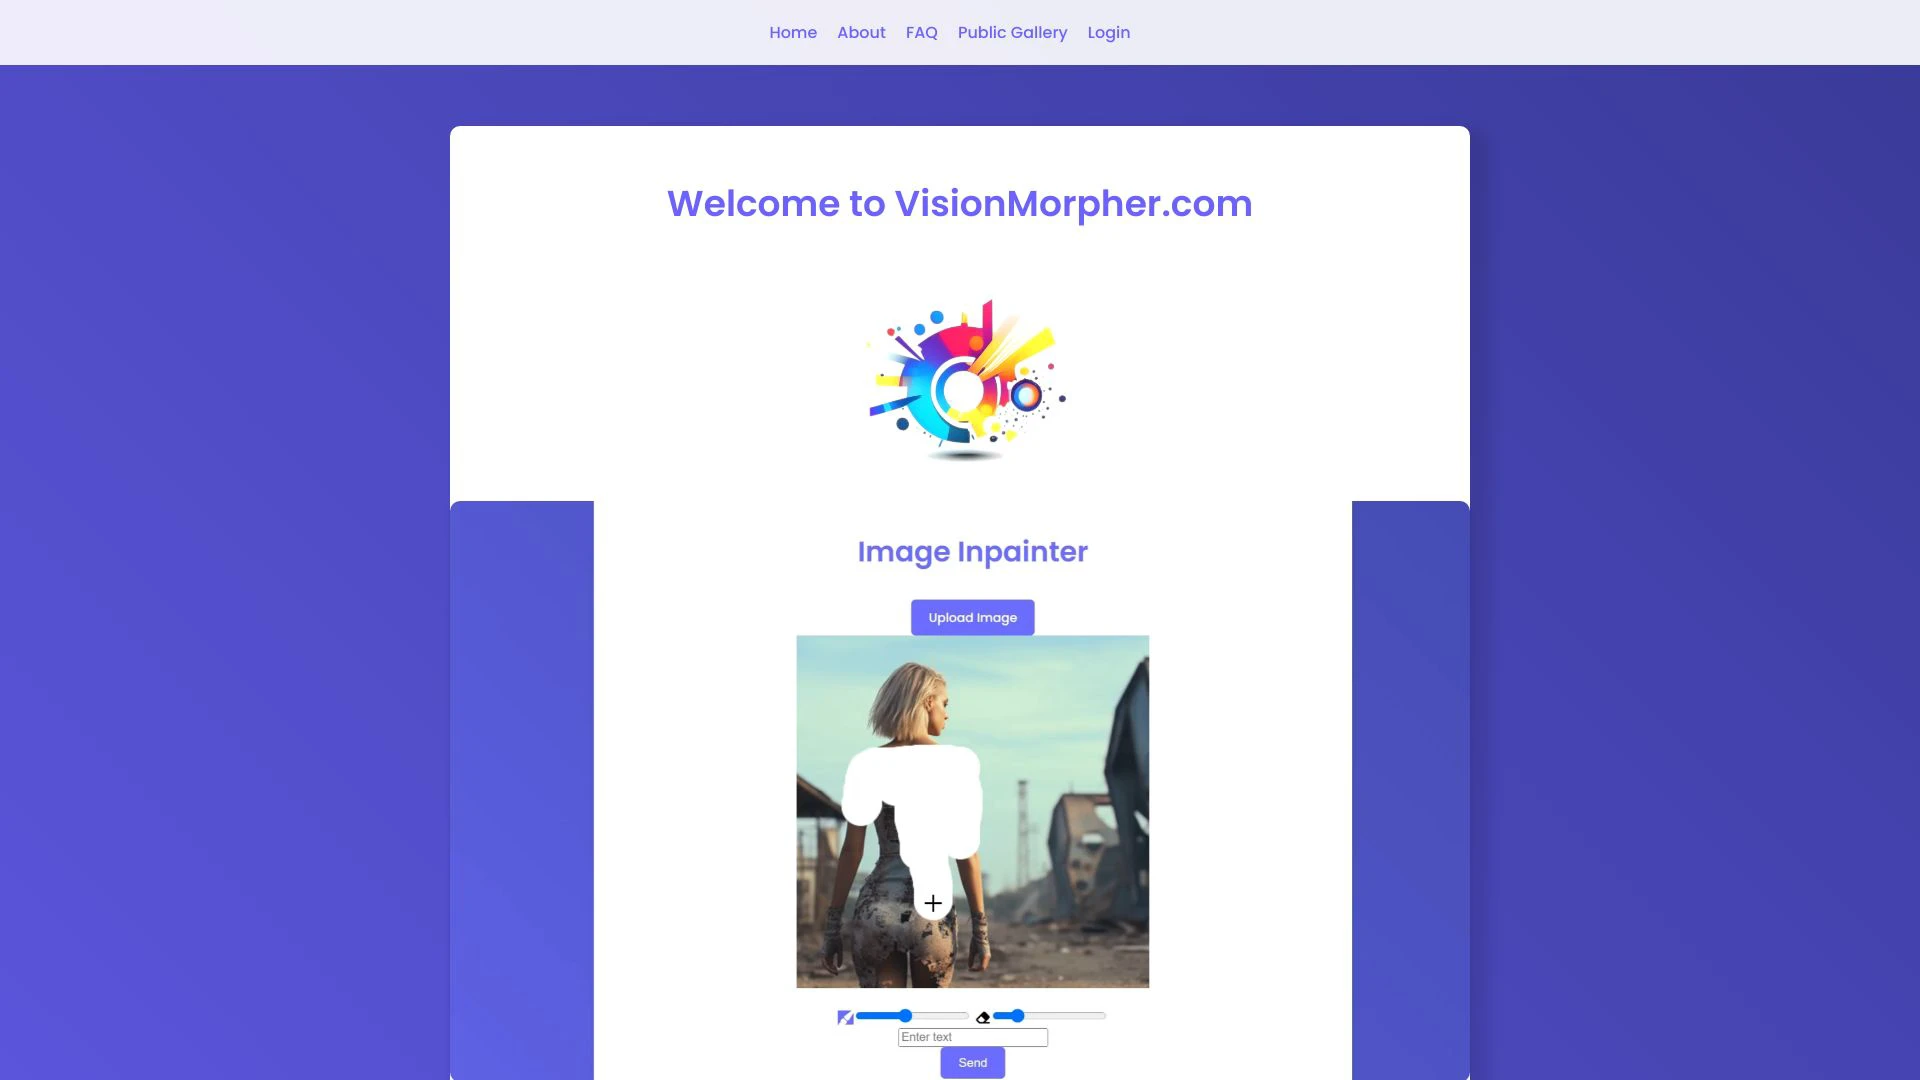 Home About FAQ Public Gallery Login
Welcome to VisionMorpher.com
Image Inpainter
Upload Image
Enter text
Send